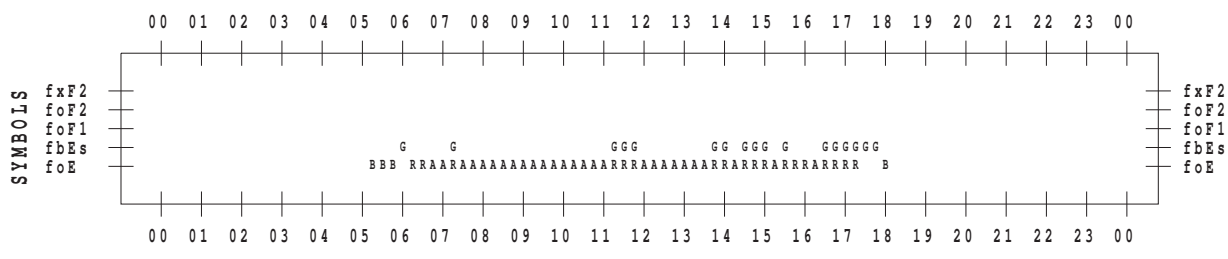 00 01 02 03 04 05 06 07 08 09 10 11 12 13 14 15 16 17 18 19 20 21 22 23 00
SYMBOLS
fxF2 fxF2
foF2 foF2
foF1 foF1
fbEs G G GGG GG GGG G GGGGGG fbEs
foE BBB RRAARAAAAAAAAAAAAAAARRRAAAAAAARRARRRARRRARRRR B foE
00 01 02 03 04 05 06 07 08 09 10 11 12 13 14 15 16 17 18 19 20 21 22 23 00